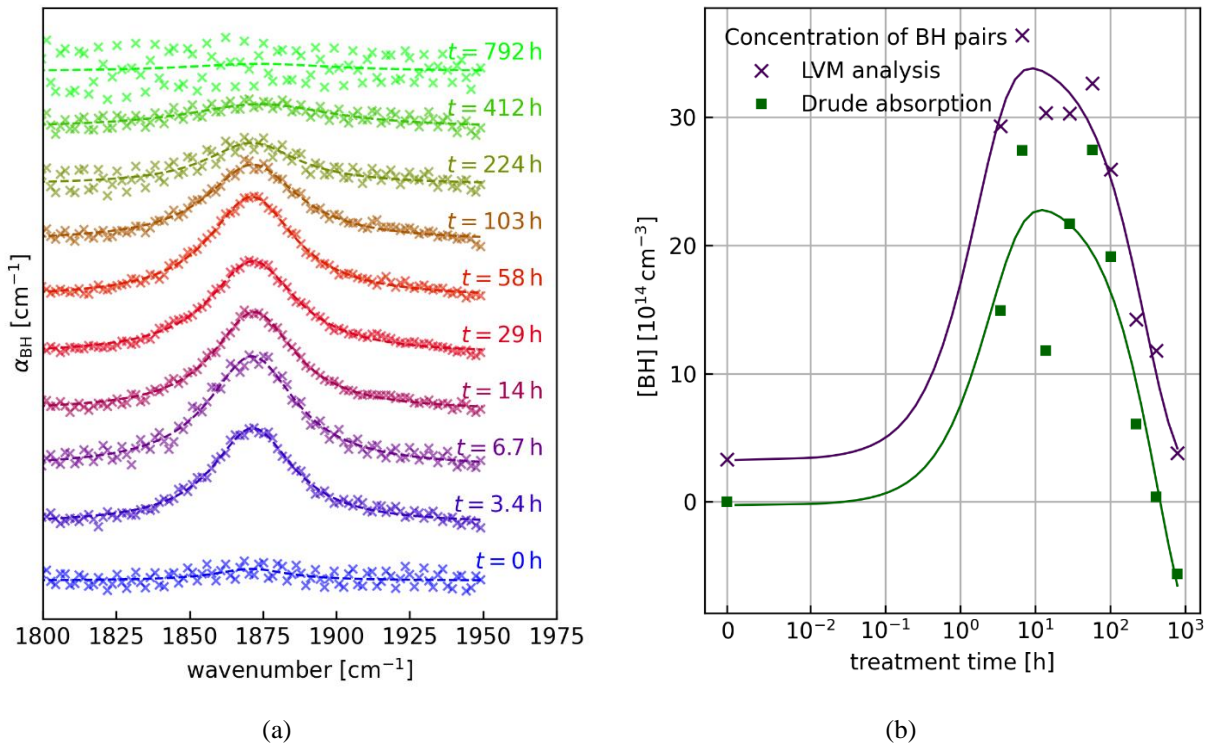 t = 792 h
t = 412 h
t = 224 h
t = 103 h
t = 58 h
t = 29 h
t = 14 h
t = 6.7 h
t = 3.4 h
t = 0 h
α_BH [cm⁻¹]
1800 1825 1850 1875 1900 1925 1950 1975
wavenumber [cm⁻¹]
(a)
Concentration of BH pairs
LVM analysis
Drude absorption
30
20
10
0
[BH] [10¹⁴ cm⁻³]
0 10⁻² 10⁻¹ 10⁰ 10¹ 10² 10³
treatment time [h]
(b)